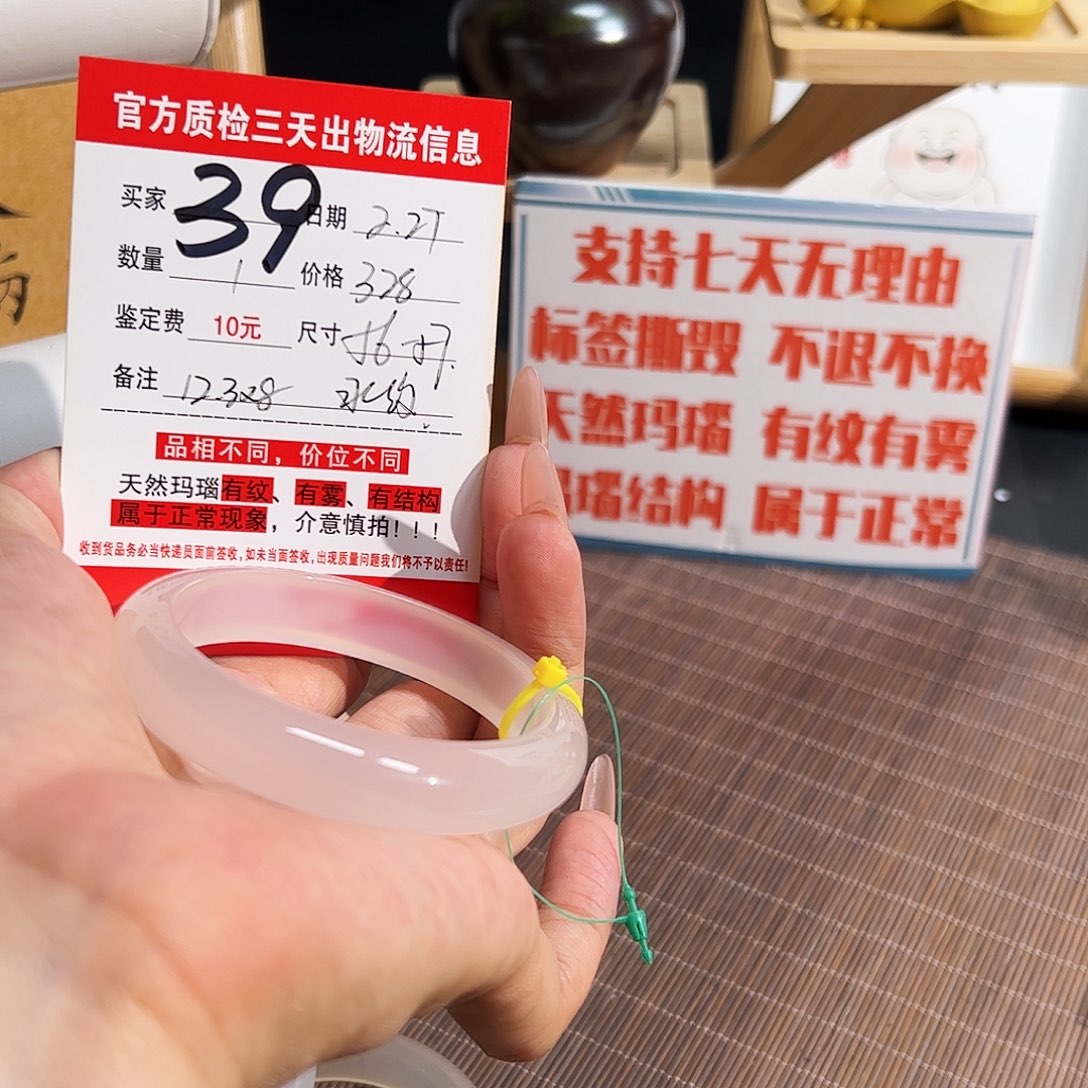 官方质检三天出物流信息
买家 39 日期 2.27
数量 1 价格 328
鉴定费 10元 尺寸
备注 12328 水纹
品相不同，价位不同
天然玛瑙有纹、有雾、有结构
属于正常现象，介意慎拍！！！
收到货品务必当快递员面前签收，如未当面签收，出现质量问题我们将不予以责任！
支持七天无理由
标签撕毁 不退不换
天然玛瑙 有纹有雾
玛瑙结构 属于正常